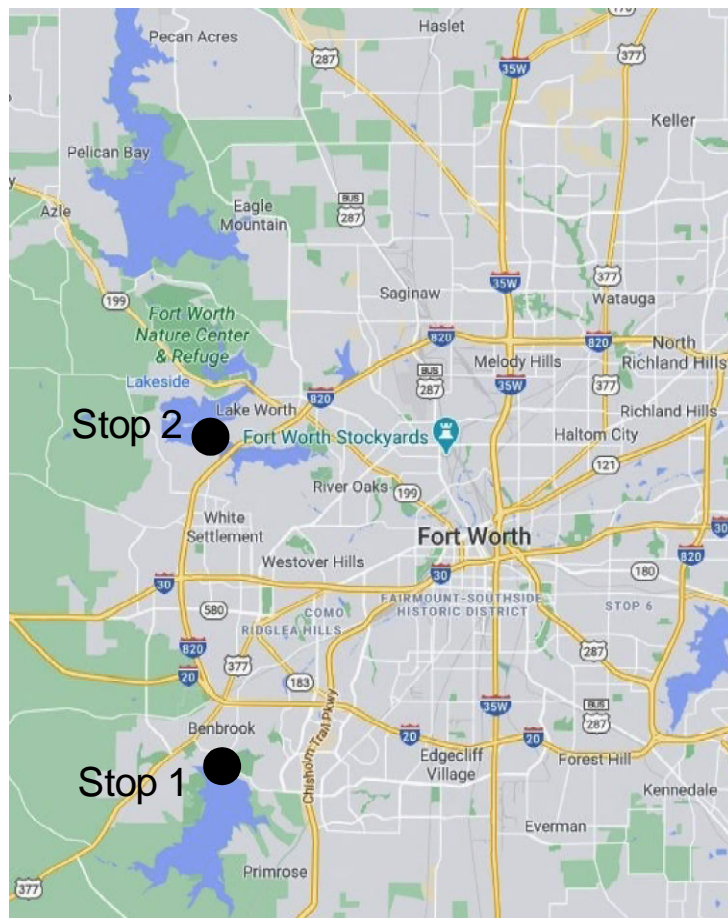 170
Haslet
Pecan Acres
287
377
35W
Keller
Pelican Bay
y
Azle
Eagle
Mountain
BUS
287
199
35W
377
Saginaw
Watauga
Fort Worth
Nature Center
& Refuge
820
820
North
Richland Hills
Melody Hills
Lakeside
BUS
287
35W
377
820
Lake Worth
Richland Hills
Stop 2
Fort Worth Stockyards
Haltom City
121
River Oaks
199
White
Settlement
Fort Worth
30
Westover Hills
820
30
30
180
580
COMO
RIDGLEA HILLS
FAIRMOUNT-SOUTHSIDE
HISTORIC DISTRICT
STOP 6
820
377
287
20
183
35W
BUS
287
Benbrook
Chisholm Trail Pkwy
20
20
Edgecliff
Village
Forest Hill
Stop 1
Kennedale
Everman
Primrose
377